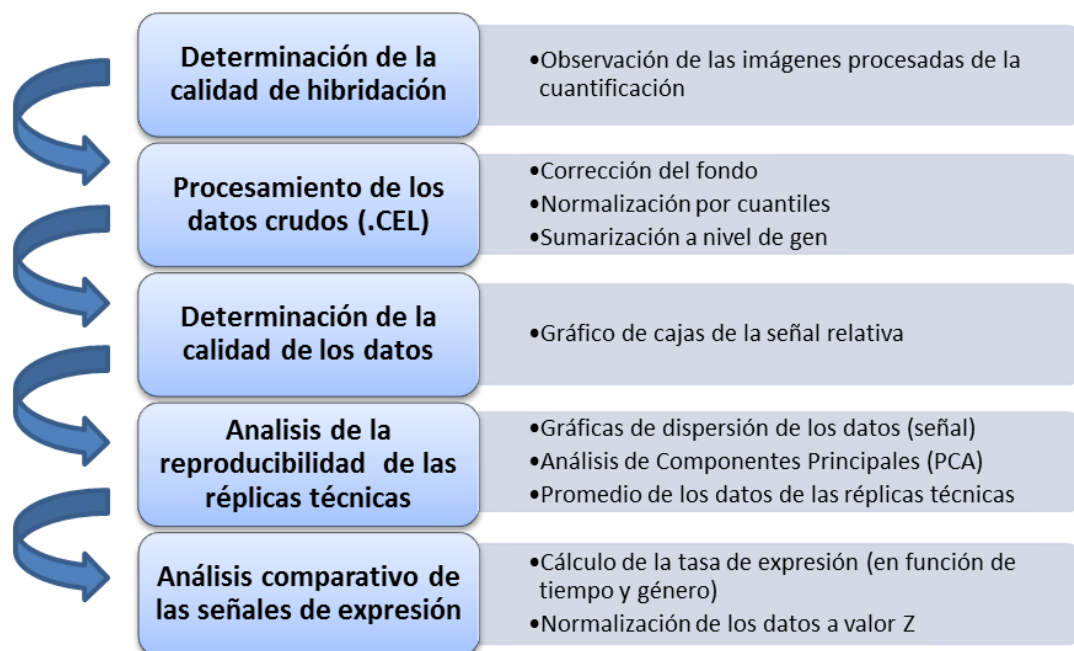 Determinación de la
calidad de hibridación
•Observación de las imágenes procesadas de la
cuantificación
Procesamiento de los
datos crudos (.CEL)
•Corrección del fondo
•Normalización por cuantiles
•Sumarización a nivel de gen
Determinación de la
calidad de los datos
•Gráfico de cajas de la señal relativa
Analisis de la
reproducibilidad de las
réplicas técnicas
•Gráficas de dispersión de los datos (señal)
•Análisis de Componentes Principales (PCA)
•Promedio de los datos de las réplicas técnicas
Análisis comparativo de
las señales de expresión
•Cálculo de la tasa de expresión (en función de
tiempo y género)
•Normalización de los datos a valor Z